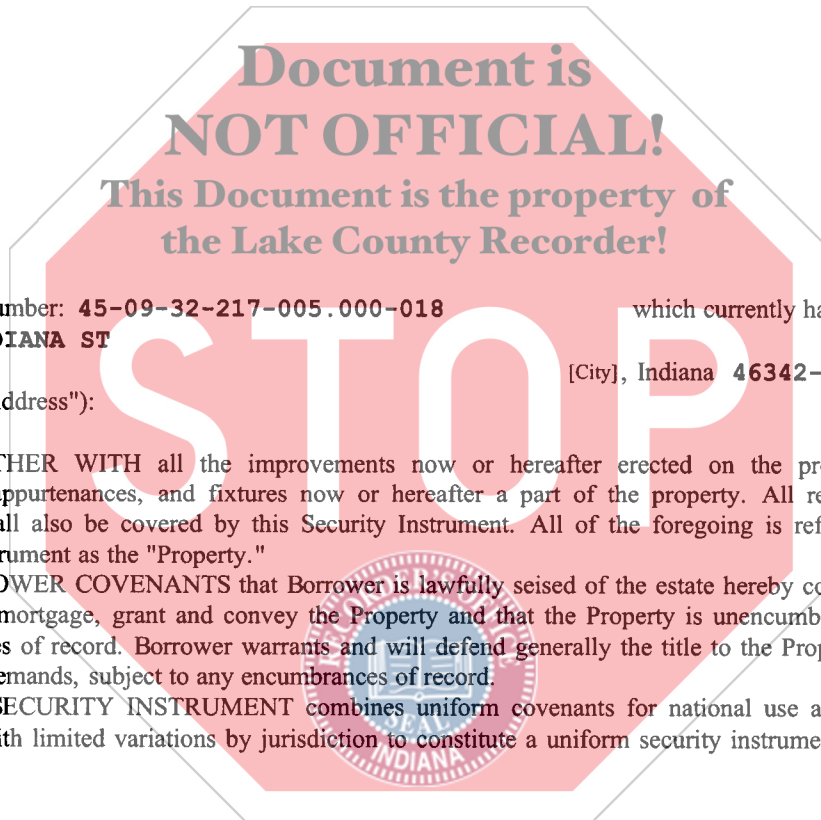 Document is
NOT OFFICIAL!
This Document is the property of
the Lake County Recorder!
STOP
umber: 45-09-32-217-005.000-018 which currently ha
DIANA ST
[City], Indiana 46342-
ddress"):
THER WITH all the improvements now or hereafter erected on the pr
appurtenances, and fixtures now or hereafter a part of the property. All re
all also be covered by this Security Instrument. All of the foregoing is ref
rument as the "Property."
OWER COVENANTS that Borrower is lawfully seised of the estate hereby co
mortgage, grant and convey the Property and that the Property is unencumb
es of record. Borrower warrants and will defend generally the title to the Prop
emands, subject to any encumbrances of record.
SECURITY INSTRUMENT combines uniform covenants for national use a
ith limited variations by jurisdiction to constitute a uniform security instrume
RECORDER'S OFFICE
SEAL
INDIANA